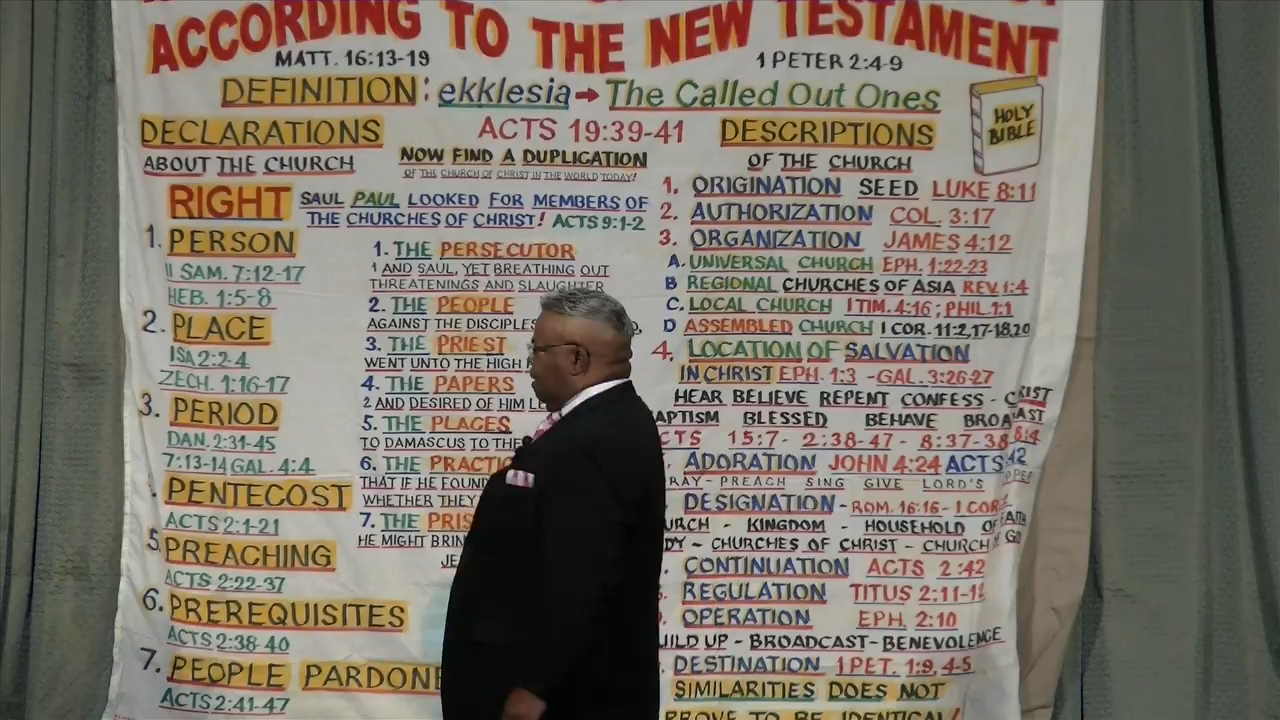 ACCORDING TO THE NEW TESTAMENT
MATT. 16:13-19
1 PETER 2:4-9
DEFINITION: ekklesia → The Called Out Ones
HOLY
BIBLE
DECLARATIONS
ABOUT THE CHURCH
ACTS 19:39-41
NOW FIND A DUPLICATION
OF THE CHURCH OF CHRIST IN THE WORLD TODAY!
RIGHT
SAUL PAUL LOOKED FOR MEMBERS OF
THE CHURCHES OF CHRIST! ACTS 9:1-2
1. PERSON
II SAM. 7:12-17
HEB. 1:5-8
2. PLACE
ISA 2:2-4
ZECH. 1:16-17
3. PERIOD
DAN. 2:31-45
7:13-14 GAL. 4:4
PENTECOST
ACTS 2:1-21
5. PREACHING
ACTS 2:22-37
6. PREREQUISITES
ACTS 2:38-40
7. PEOPLE PARDONE
ACTS 2:41-47
1. THE PERSECUTOR
1 AND SAUL, YET BREATHING OUT
THREATENINGS AND SLAUGHTER
2. THE PEOPLE
AGAINST THE DISCIPLES
3. THE PRIEST
WENT UNTO THE HIGH
4. THE PAPERS
2 AND DESIRED OF HIM
5. THE PLACES
TO DAMASCUS TO THE
6. THE PRACTIC
THAT IF HE FOUND
WHETHER THEY
7. THE PRIS
HE MIGHT BRIN
JE
DESCRIPTIONS
OF THE CHURCH
1. ORIGINATION SEED LUKE 8:11
2. AUTHORIZATION COL. 3:17
3. ORGANIZATION JAMES 4:12
A. UNIVERSAL CHURCH EPH. 1:22-23
B REGIONAL CHURCHES OF ASIA REV. 1:4
C. LOCAL CHURCH I TIM. 4:16; PHIL. 1:1
D ASSEMBLED CHURCH I COR. 11:2,17-18,20
4. LOCATION OF SALVATION
IN CHRIST EPH. 1:3 -GAL. 3:26-27
HEAR BELIEVE REPENT CONFESS - CHRIST
APTISM BLESSED BEHAVE BROADCAST
CTS 15:7- 2:38-47 - 8:37-38 8:4
ADORATION JOHN 4:24 ACTS
RAY- PREACH SING GIVE LORD'S
DESIGNATION - ROM. 16:16- I COR
URCH - KINGDOM - HOUSEHOLD OF FAITH
DY - CHURCHES OF CHRIST - CHURCH OF GOD
CONTINUATION ACTS 2:42
REGULATION TITUS 2:11-12
OPERATION EPH. 2:10
UILD UP - BROADCAST - BENEVOLENCE
DESTINATION 1 PET. 1:9, 4-5
SIMILARITIES DOES NOT
PROVE TO BE IDENTICAL!